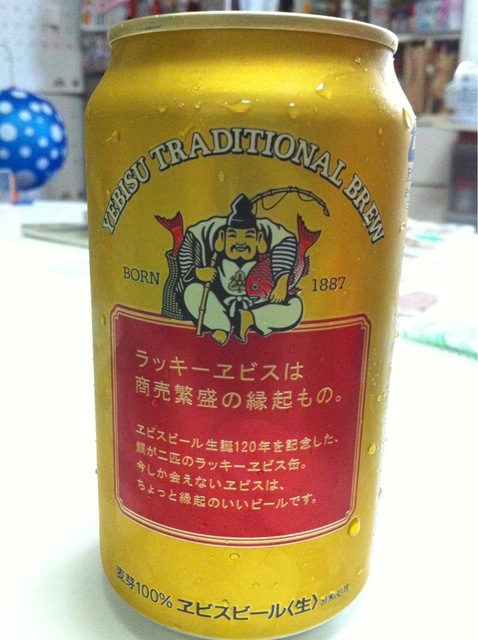 YEBISU TRADITIONAL BREW
BORN 1887
ラッキーヱビスは
商売繁盛の縁起もの。
ヱビスビール生誕120年を記念した、
鯛が二匹のラッキーヱビス缶。
今しか会えないヱビスは、
ちょっと縁起のいいビールです。
麦芽100% ヱビスビール〈生〉非熱処理